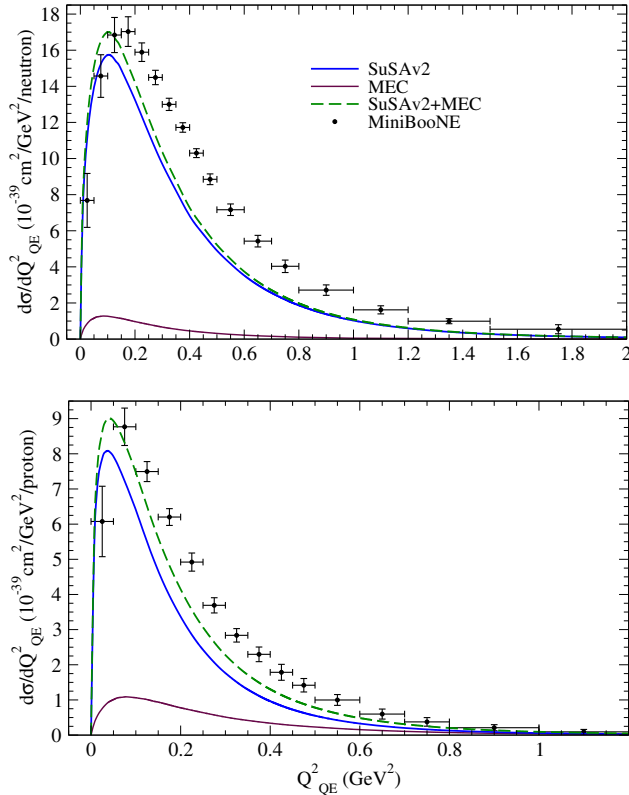 18
16
14
12
10
8
6
4
2
0
dσ/dQ²_QE (10⁻³⁹ cm²/GeV²/neutron)
SuSAv2
MEC
SuSAv2+MEC
MiniBooNE
0 0.2 0.4 0.6 0.8 1 1.2 1.4 1.6 1.8 2
9
8
7
6
5
4
3
2
1
0
dσ/dQ²_QE (10⁻³⁹ cm²/GeV²/proton)
0 0.2 0.4 0.6 0.8 1
Q²_QE (GeV²)